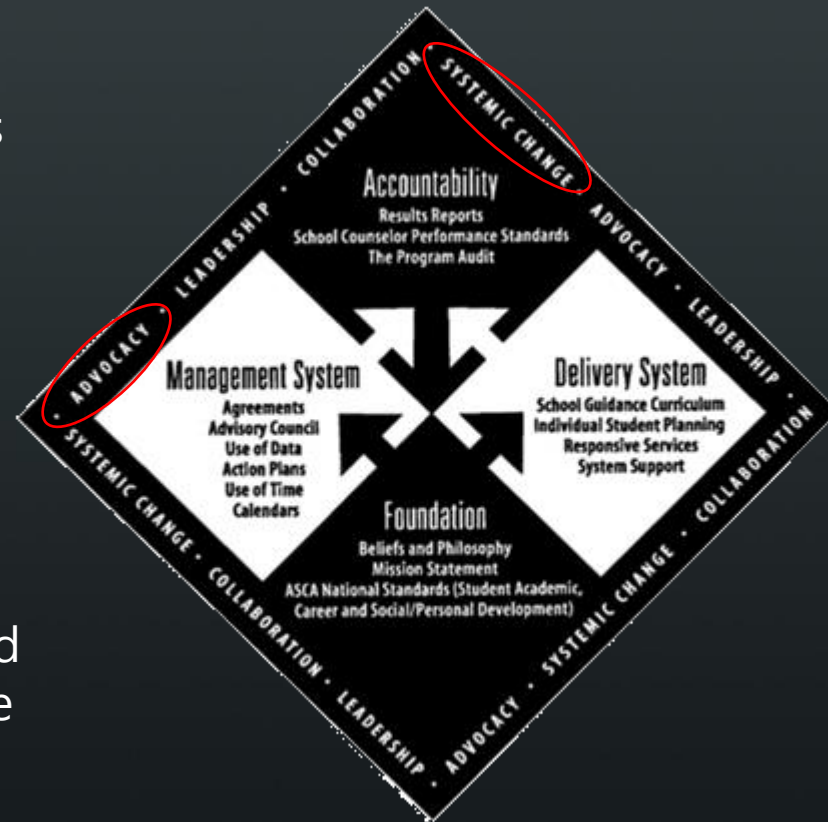 s
d
e
COLLABORATION
LEADERSHIP •
ADVOCACY •
• SYSTEMIC CHANGE •
ADVOCACY •
LEADERSHIP •
Accountability
Results Reports
School Counselor Performance Standards
The Program Audit
Management System
Agreements
Advisory Council
Use of Data
Action Plans
Use of Time
Calendars
Delivery System
School Guidance Curriculum
Individual Student Planning
Responsive Services
System Support
Foundation
Beliefs and Philosophy
Mission Statement
ASCA National Standards (Student Academic,
Career and Social/Personal Development)
• SYSTEMIC CHANGE • COLLABORATION • LEADERSHIP •
ADVOCACY • SYSTEMIC CHANGE • COLLABORATION